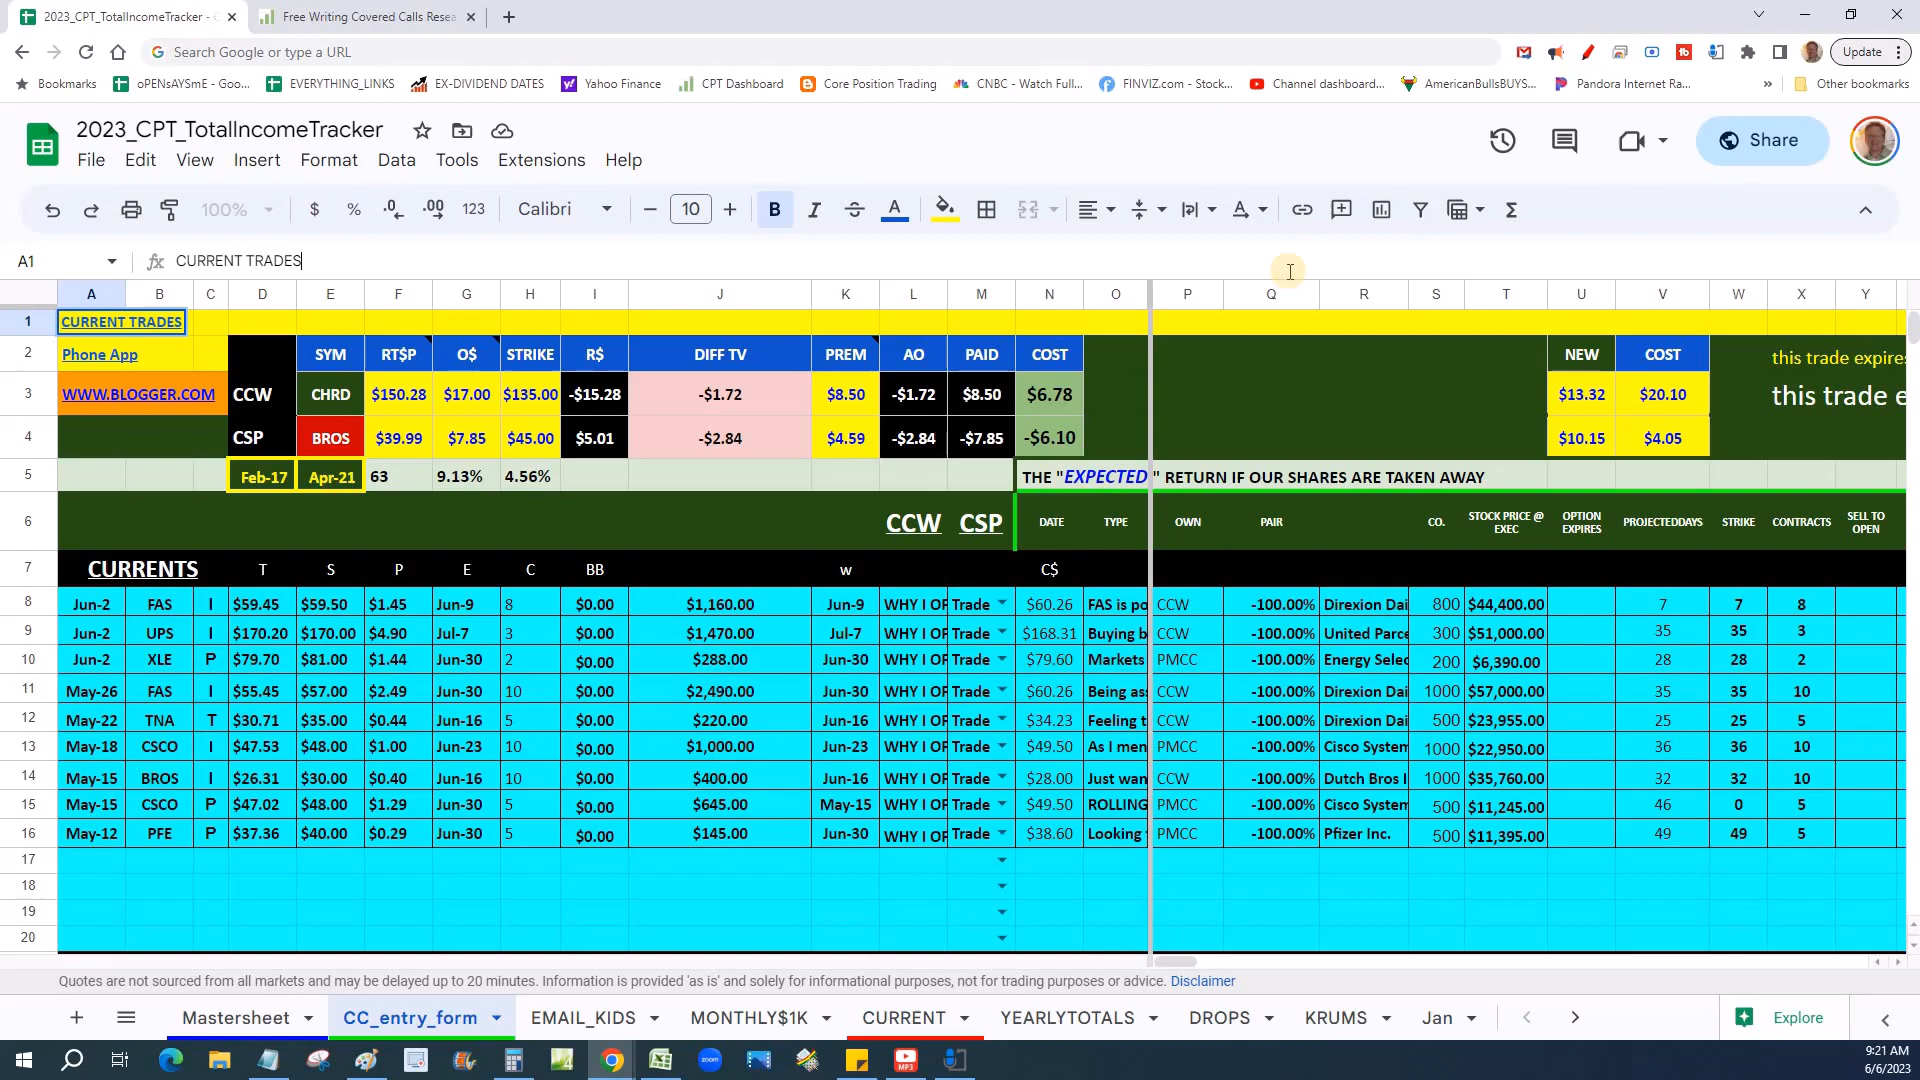 2023_CPT_TotalIncomeTracker - Free Writing Covered Calls Resea
Search Google or type a URL Update
Bookmarks oPENsAYSmE - Goo... EVERYTHING_LINKS EX-DIVIDEND DATES Yahoo Finance CPT Dashboard Core Position Trading CNBC - Watch Full... FINVIZ.com - Stock... Channel dashboard... AmericanBullsBUYS... Pandora Internet Ra... » Other bookmarks
2023_CPT_TotalIncomeTracker
File Edit View Insert Format Data Tools Extensions Help Share
100% $ % .0 .00 123 Calibri 10 B I A Σ
A1 fx CURRENT TRADES
A B C D E F G H I J K L M N O P Q R S T U V W X Y
1 CURRENT TRADES
2 Phone App SYM RT$P O$ STRIKE R$ DIFF TV PREM AO PAID COST NEW COST this trade expire
3 WWW.BLOGGER.COM CCW CHRD $150.28 $17.00 $135.00 -$15.28 -$1.72 $8.50 -$1.72 $8.50 $6.78 $13.32 $20.10 this trade e
4 CSP BROS $39.99 $7.85 $45.00 $5.01 -$2.84 $4.59 -$2.84 -$7.85 -$6.10 $10.15 $4.05
5 Feb-17 Apr-21 63 9.13% 4.56% THE "EXPECTED " RETURN IF OUR SHARES ARE TAKEN AWAY
6 CCW CSP DATE TYPE OWN PAIR CO. STOCK PRICE @ EXEC OPTION EXPIRES PROJECTEDDAYS STRIKE CONTRACTS SELL TO OPEN
7 CURRENTS T S P E C BB w C$
8 Jun-2 FAS I $59.45 $59.50 $1.45 Jun-9 8 $0.00 $1,160.00 Jun-9 WHY I OF Trade $60.26 FAS is po CCW -100.00% Direxion Dai 800 $44,400.00 7 7 8
9 Jun-2 UPS I $170.20 $170.00 $4.90 Jul-7 3 $0.00 $1,470.00 Jul-7 WHY I OF Trade $168.31 Buying b CCW -100.00% United Parce 300 $51,000.00 35 35 3
10 Jun-2 XLE P $79.70 $81.00 $1.44 Jun-30 2 $0.00 $288.00 Jun-30 WHY I OF Trade $79.60 Markets PMCC -100.00% Energy Selec 200 $6,390.00 28 28 2
11 May-26 FAS I $55.45 $57.00 $2.49 Jun-30 10 $0.00 $2,490.00 Jun-30 WHY I OF Trade $60.26 Being as CCW -100.00% Direxion Dai 1000 $57,000.00 35 35 10
12 May-22 TNA T $30.71 $35.00 $0.44 Jun-16 5 $0.00 $220.00 Jun-16 WHY I OF Trade $34.23 Feeling t CCW -100.00% Direxion Dai 500 $23,955.00 25 25 5
13 May-18 CSCO I $47.53 $48.00 $1.00 Jun-23 10 $0.00 $1,000.00 Jun-23 WHY I OF Trade $49.50 As I men PMCC -100.00% Cisco System 1000 $22,950.00 36 36 10
14 May-15 BROS I $26.31 $30.00 $0.40 Jun-16 10 $0.00 $400.00 Jun-16 WHY I OF Trade $28.00 Just wan CCW -100.00% Dutch Bros I 1000 $35,760.00 32 32 10
15 May-15 CSCO P $47.02 $48.00 $1.29 Jun-30 5 $0.00 $645.00 May-15 WHY I OF Trade $49.50 ROLLING PMCC -100.00% Cisco System 500 $11,245.00 46 0 5
16 May-12 PFE P $37.36 $40.00 $0.29 Jun-30 5 $0.00 $145.00 Jun-30 WHY I OF Trade $38.60 Looking PMCC -100.00% Pfizer Inc. 500 $11,395.00 49 49 5
17
18
19
20
Quotes are not sourced from all markets and may be delayed up to 20 minutes. Information is provided 'as is' and solely for informational purposes, not for trading purposes or advice. Disclaimer
Mastersheet CC_entry_form EMAIL_KIDS MONTHLY$1K CURRENT YEARLYTOTALS DROPS KRUMS Jan Explore
zoom MP3 9:21 AM
6/6/2023